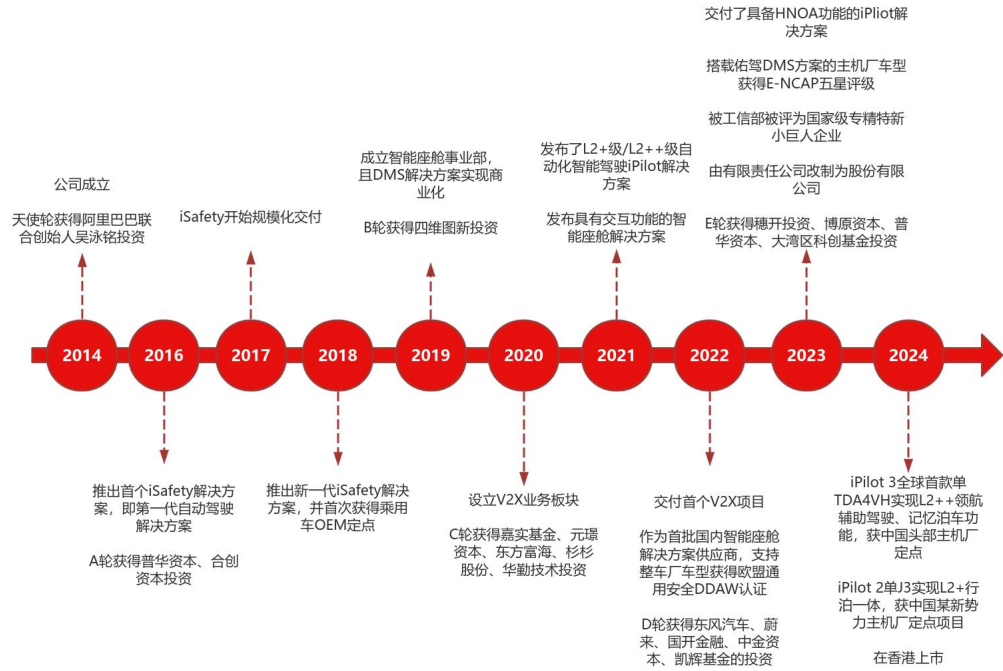 公司成立
天使轮获得阿里巴巴联
合创始人吴泳铭投资
iSafety开始规模化交付
成立智能座舱事业部，
且DMS解决方案实现商
业化
B轮获得四维图新投资
发布了L2+级/L2++级自
动化智能驾驶iPilot解决
方案
发布具有交互功能的智
能座舱解决方案
交付了具备HNOA功能的iPliot解
决方案
搭载佑驾DMS方案的主机厂车型
获得E-NCAP五星评级
被工信部被评为国家级专精特新
小巨人企业
由有限责任公司改制为股份有限
公司
E轮获得穗开投资、博原资本、普
华资本、大湾区科创基金投资
2014
2016
2017
2018
2019
2020
2021
2022
2023
2024
推出首个iSafety解决方
案，即第一代自动驾驶
解决方案
A轮获得普华资本、合创
资本投资
推出新一代iSafety解决
方案，并首次获得乘用
车OEM定点
设立V2X业务板块
C轮获得嘉实基金、元璟
资本、东方富海、杉杉
股份、华勤技术投资
交付首个V2X项目
作为首批国内智能座舱
解决方案供应商，支持
整车厂车型获得欧盟通
用安全DDAW认证
D轮获得东风汽车、蔚
来、国开金融、中金资
本、凯辉基金的投资
iPilot 3全球首款单
TDA4VH实现L2++领航
辅助驾驶、记忆泊车功
能，获中国头部主机厂
定点
iPilot 2单J3实现L2+行
泊一体，获中国某新势
力主机厂定点项目
在香港上市